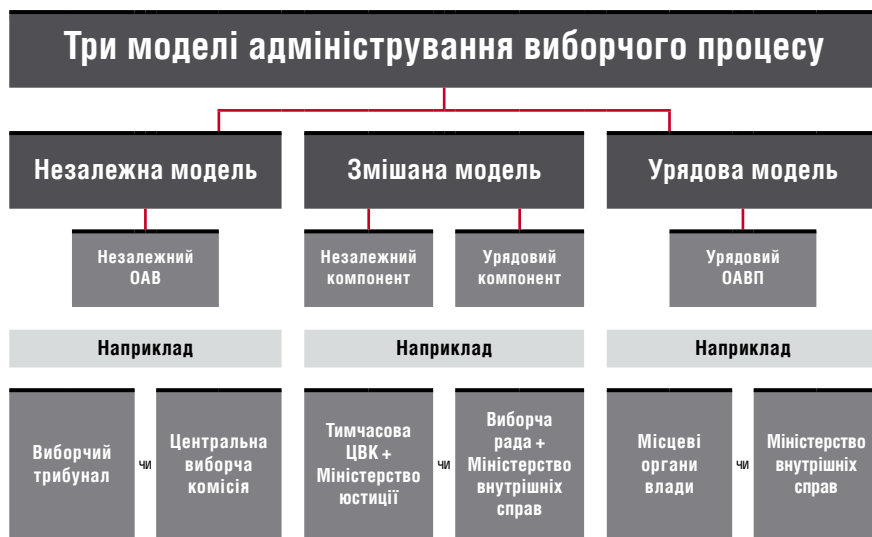 Три моделі адміністрування виборчого процесу
Незалежна модель
Змішана модель
Урядова модель
Незалежний
ОАВ
Незалежний
компонент
Урядовий
компонент
Урядовий
ОАВП
Наприклад
Наприклад
Наприклад
Виборчий
трибунал
чи
Центральна
виборча
комісія
Тимчасова
ЦВК +
Міністерство
юстиції
чи
Виборча
рада +
Міністерство
внутрішніх
справ
Місцеві
органи
влади
чи
Міністерство
внутрішніх
справ